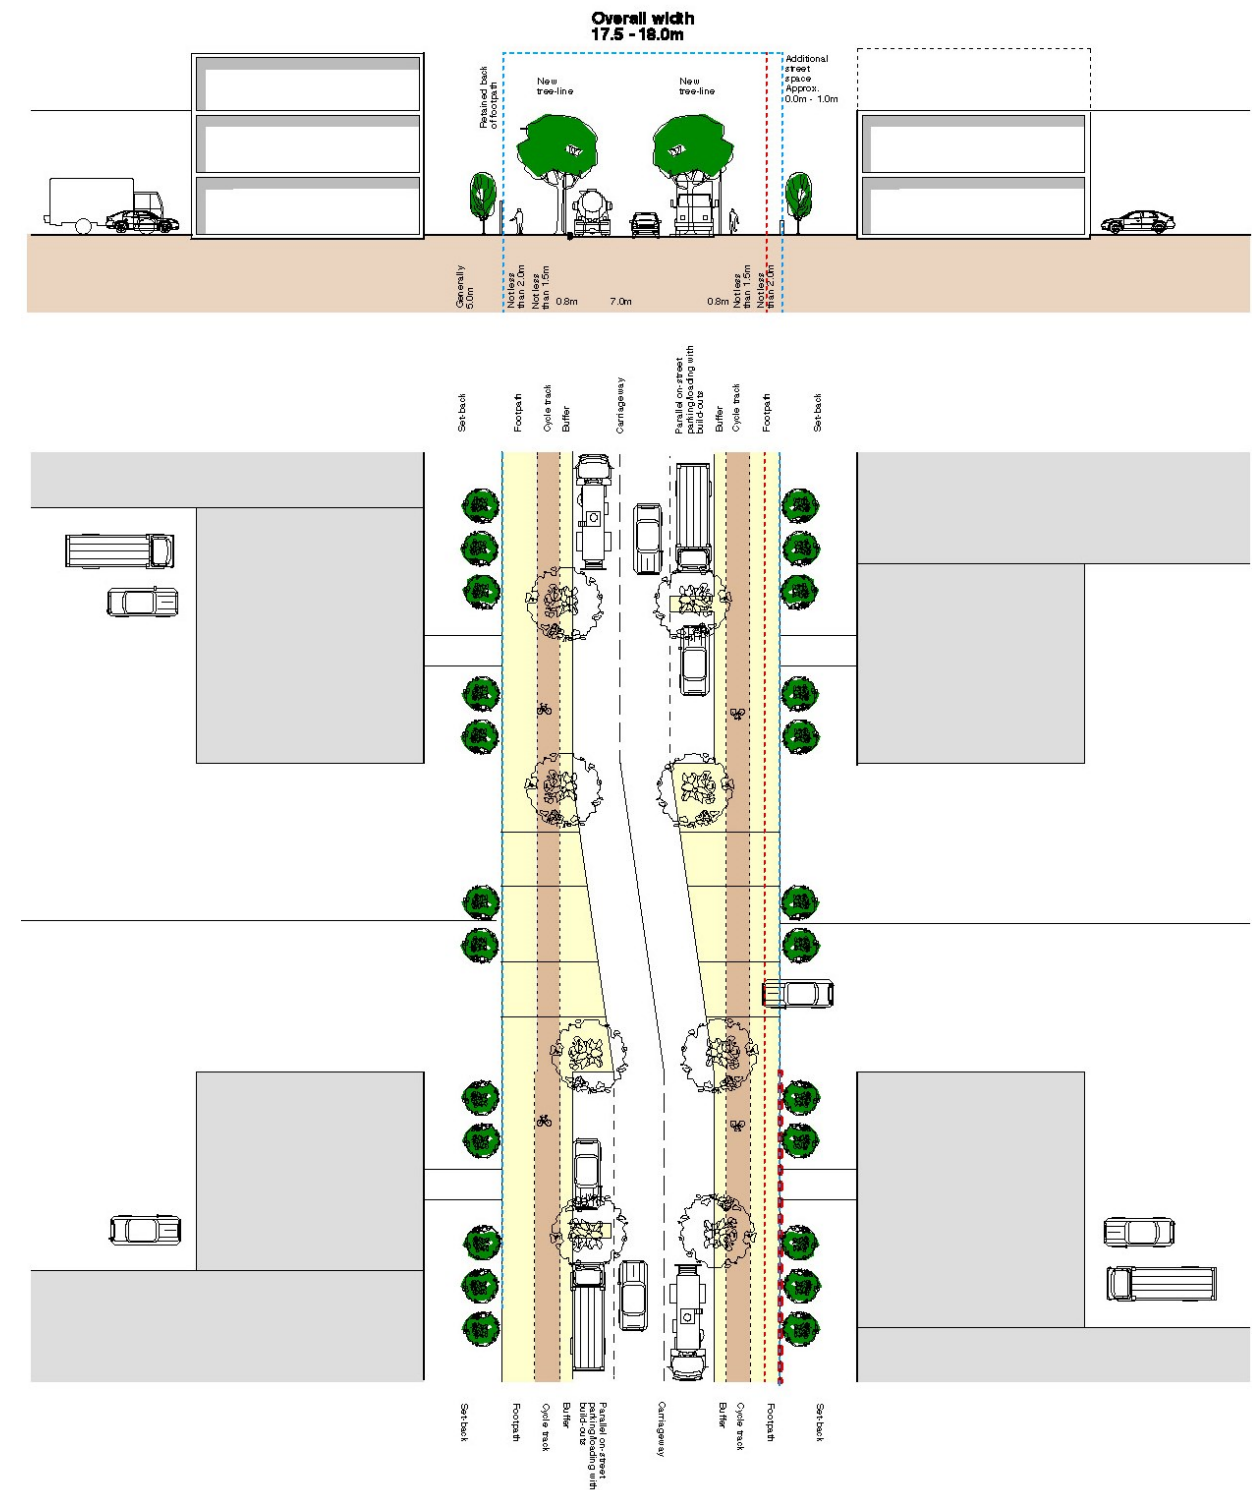 Overall width
17.5 - 18.0m
Retained back
of footpath
New
tree-line
New
tree-line
Additional
street
space
Approx.
0.0m - 1.0m
Generally
5.0m
Not less
than 2.0m
Not less
than 1.5m
0.8m
7.0m
0.8m
Not less
than 1.5m
Not less
than 2.0m
Set-back
Footpath
Cycle track
Buffer
Carriageway
Parallel on-street
parking/loading with
build-outs
Buffer
Cycle track
Footpath
Set-back
Set-back
Footpath
Cycle track
Buffer
Parallel on-street
parking/loading with
build-outs
Carriageway
Buffer
Cycle track
Footpath
Set-back